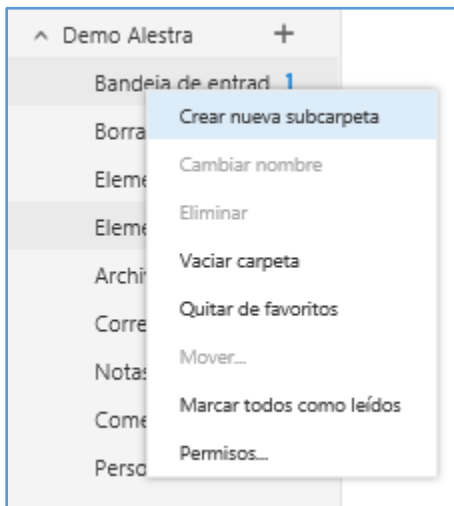 Demo Alestra +
Bandeja de entrad 1
Crear nueva subcarpeta
Borra
Cambiar nombre
Eleme
Eliminar
Eleme
Vaciar carpeta
Archi
Quitar de favoritos
Corre
Mover...
Notas
Marcar todos como leídos
Come
Permisos...
Perso